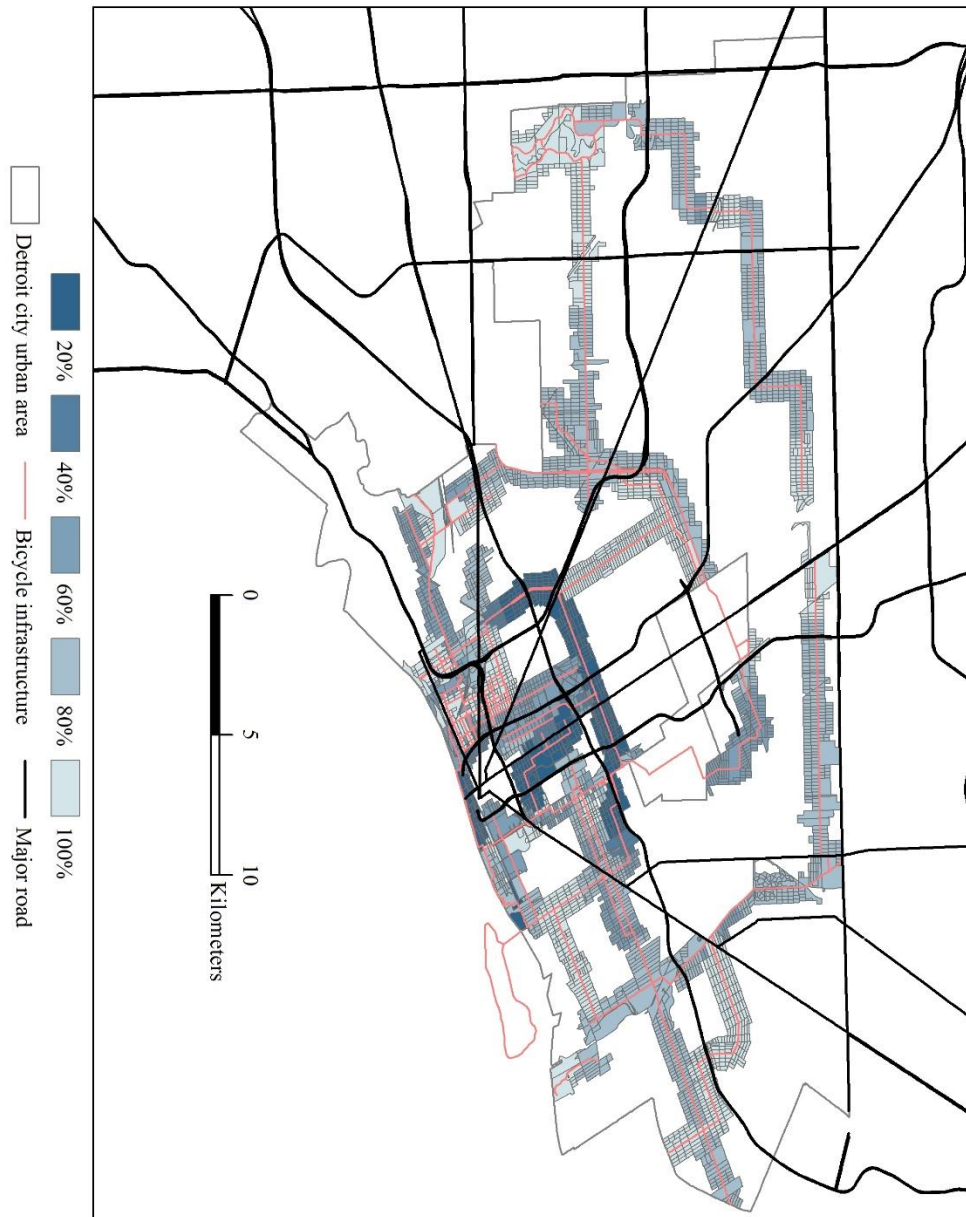 0 5 10
Kilometers
20% 40% 60% 80% 100%
Detroit city urban area Bicycle infrastructure Major road